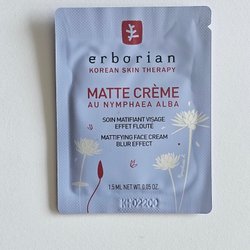 erborian
KOREAN SKIN THERAPY
MATTE CRÈME
AU NYMPHAEA ALBA
SOIN MATIFIANT VISAGE
EFFET FLOUTÉ
MATTIFYING FACE CREAM
BLUR EFFECT
1.5 ML NET WT. 0.05 OZ.